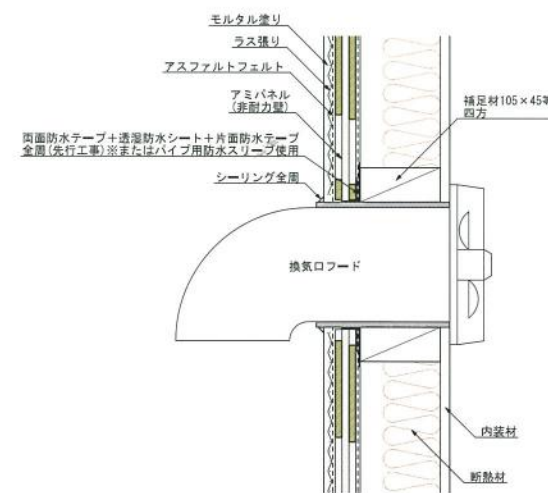 モルタル塗り
ラス張り
アスファルトフェルト
アミパネル
(非耐力壁)
両面防水テープ+透湿防水シート+片面防水テープ
全周(先行工事)※またはパイプ用防水スリーブ使用
シーリング全周
補足材105×45等
四方
換気口フード
内装材
断熱材